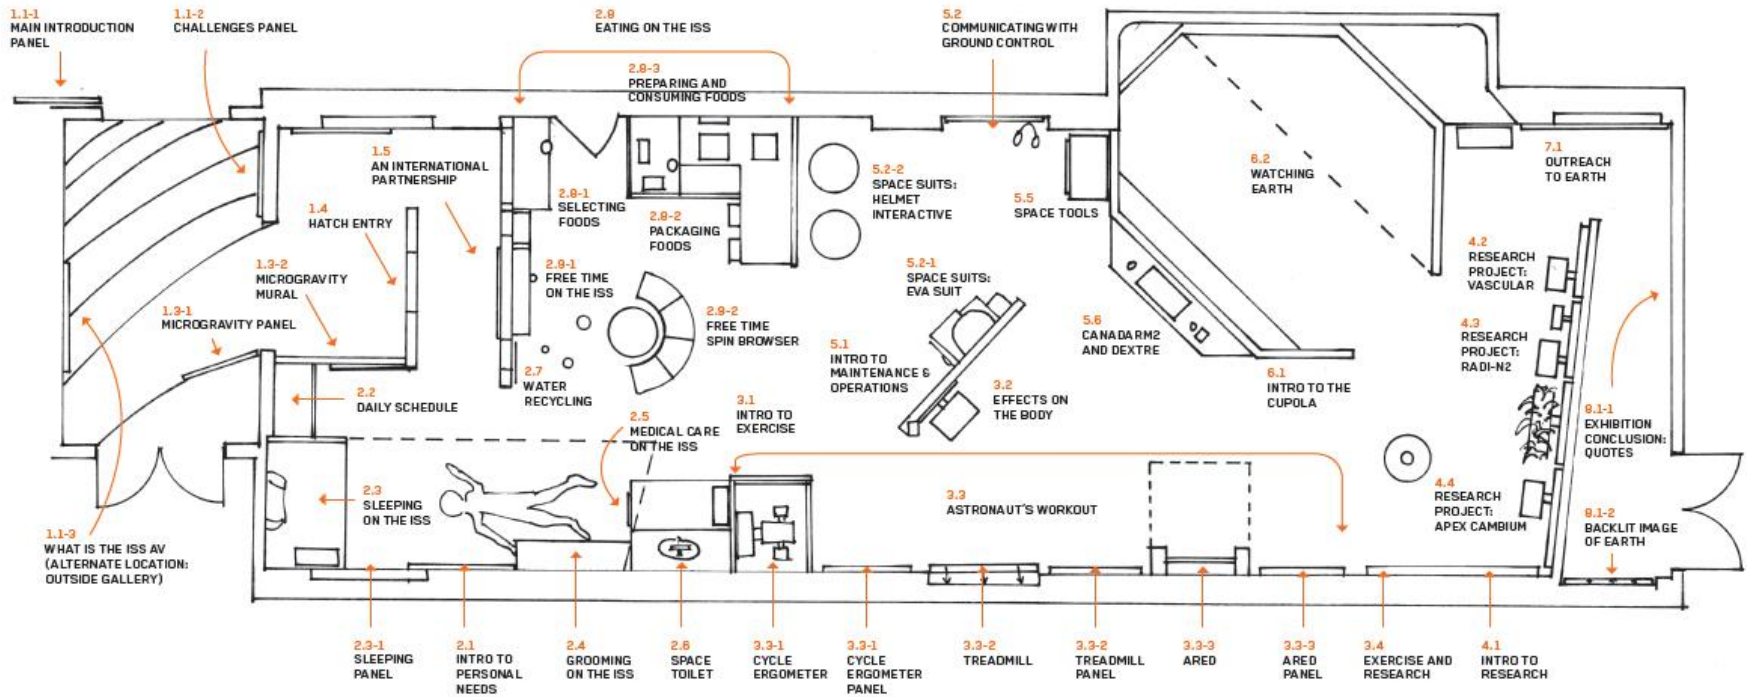 1.1-1
MAIN INTRODUCTION
PANEL
1.1-2
CHALLENGES PANEL
2.8
EATING ON THE ISS
2.8-3
PREPARING AND
CONSUMING FOODS
5.2
COMMUNICATING WITH
GROUND CONTROL
1.5
AN INTERNATIONAL
PARTNERSHIP
1.4
HATCH ENTRY
1.3-2
MICROGRAVITY
MURAL
1.3-1
MICROGRAVITY PANEL
2.8-1
SELECTING
FOODS
2.8-2
PACKAGING
FOODS
2.9-1
FREE TIME
ON THE ISS
2.9-2
FREE TIME
SPIN BROWSER
5.2-2
SPACE SUITS:
HELMET
INTERACTIVE
5.5
SPACE TOOLS
5.2-1
SPACE SUITS:
EVA SUIT
6.2
WATCHING
EARTH
7.1
OUTREACH
TO EARTH
4.2
RESEARCH
PROJECT:
VASCULAR
4.3
RESEARCH
PROJECT:
RADI-N2
5.6
CANADARM2
AND DEXTRE
5.1
INTRO TO
MAINTENANCE &
OPERATIONS
3.2
EFFECTS ON
THE BODY
6.1
INTRO TO THE
CUPOLA
2.7
WATER
RECYCLING
2.2
DAILY SCHEDULE
2.5
MEDICAL CARE
ON THE ISS
3.1
INTRO TO
EXERCISE
8.1-1
EXHIBITION
CONCLUSION:
QUOTES
2.3
SLEEPING
ON THE ISS
3.3
ASTRONAUT'S WORKOUT
4.4
RESEARCH
PROJECT:
APEX CAMBIUM
8.1-2
BACKLIT IMAGE
OF EARTH
1.1-3
WHAT IS THE ISS AV
(ALTERNATE LOCATION:
OUTSIDE GALLERY)
2.3-1
SLEEPING
PANEL
2.1
INTRO TO
PERSONAL
NEEDS
2.4
GROOMING
ON THE ISS
2.6
SPACE
TOILET
3.3-1
CYCLE
ERGOMETER
3.3-1
CYCLE
ERGOMETER
PANEL
3.3-2
TREADMILL
3.3-2
TREADMILL
PANEL
3.3-3
ARED
3.3-3
ARED
PANEL
3.4
EXERCISE AND
RESEARCH
4.1
INTRO TO
RESEARCH